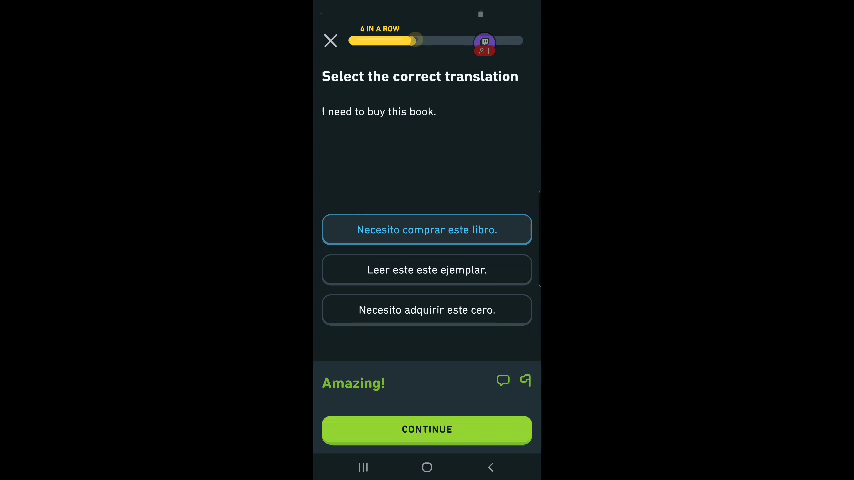 4 IN A ROW
Select the correct translation
I need to buy this book.
Necesito comprar este libro.
Leer este este ejemplar.
Necesito adquirir este cero.
Amazing!
CONTINUE